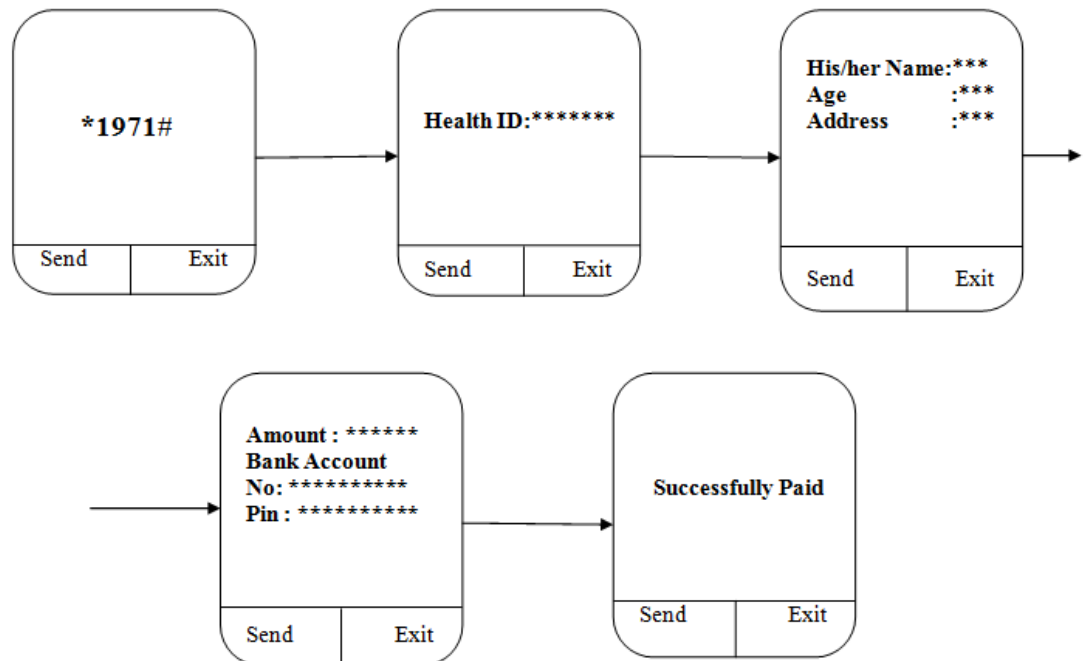 *1971#
Send Exit
Health ID:*******
Send Exit
His/her Name:***
Age :***
Address :***
Send Exit
Amount : ******
Bank Account
No: **********
Pin : **********
Send Exit
Successfully Paid
Send Exit